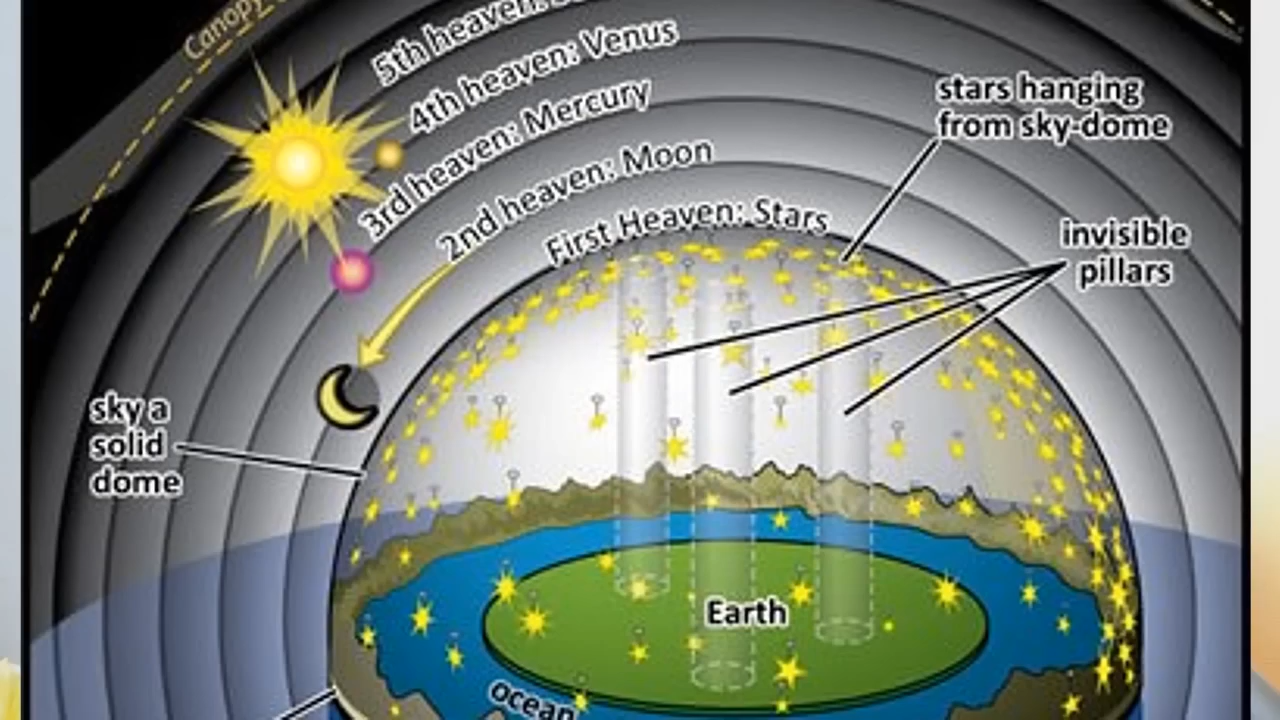 Canopy
5th heaven:
4th heaven: Venus
3rd heaven: Mercury
2nd heaven: Moon
First Heaven: Stars
stars hanging
from sky-dome
invisible
pillars
sky a
solid
dome
Earth
ocean